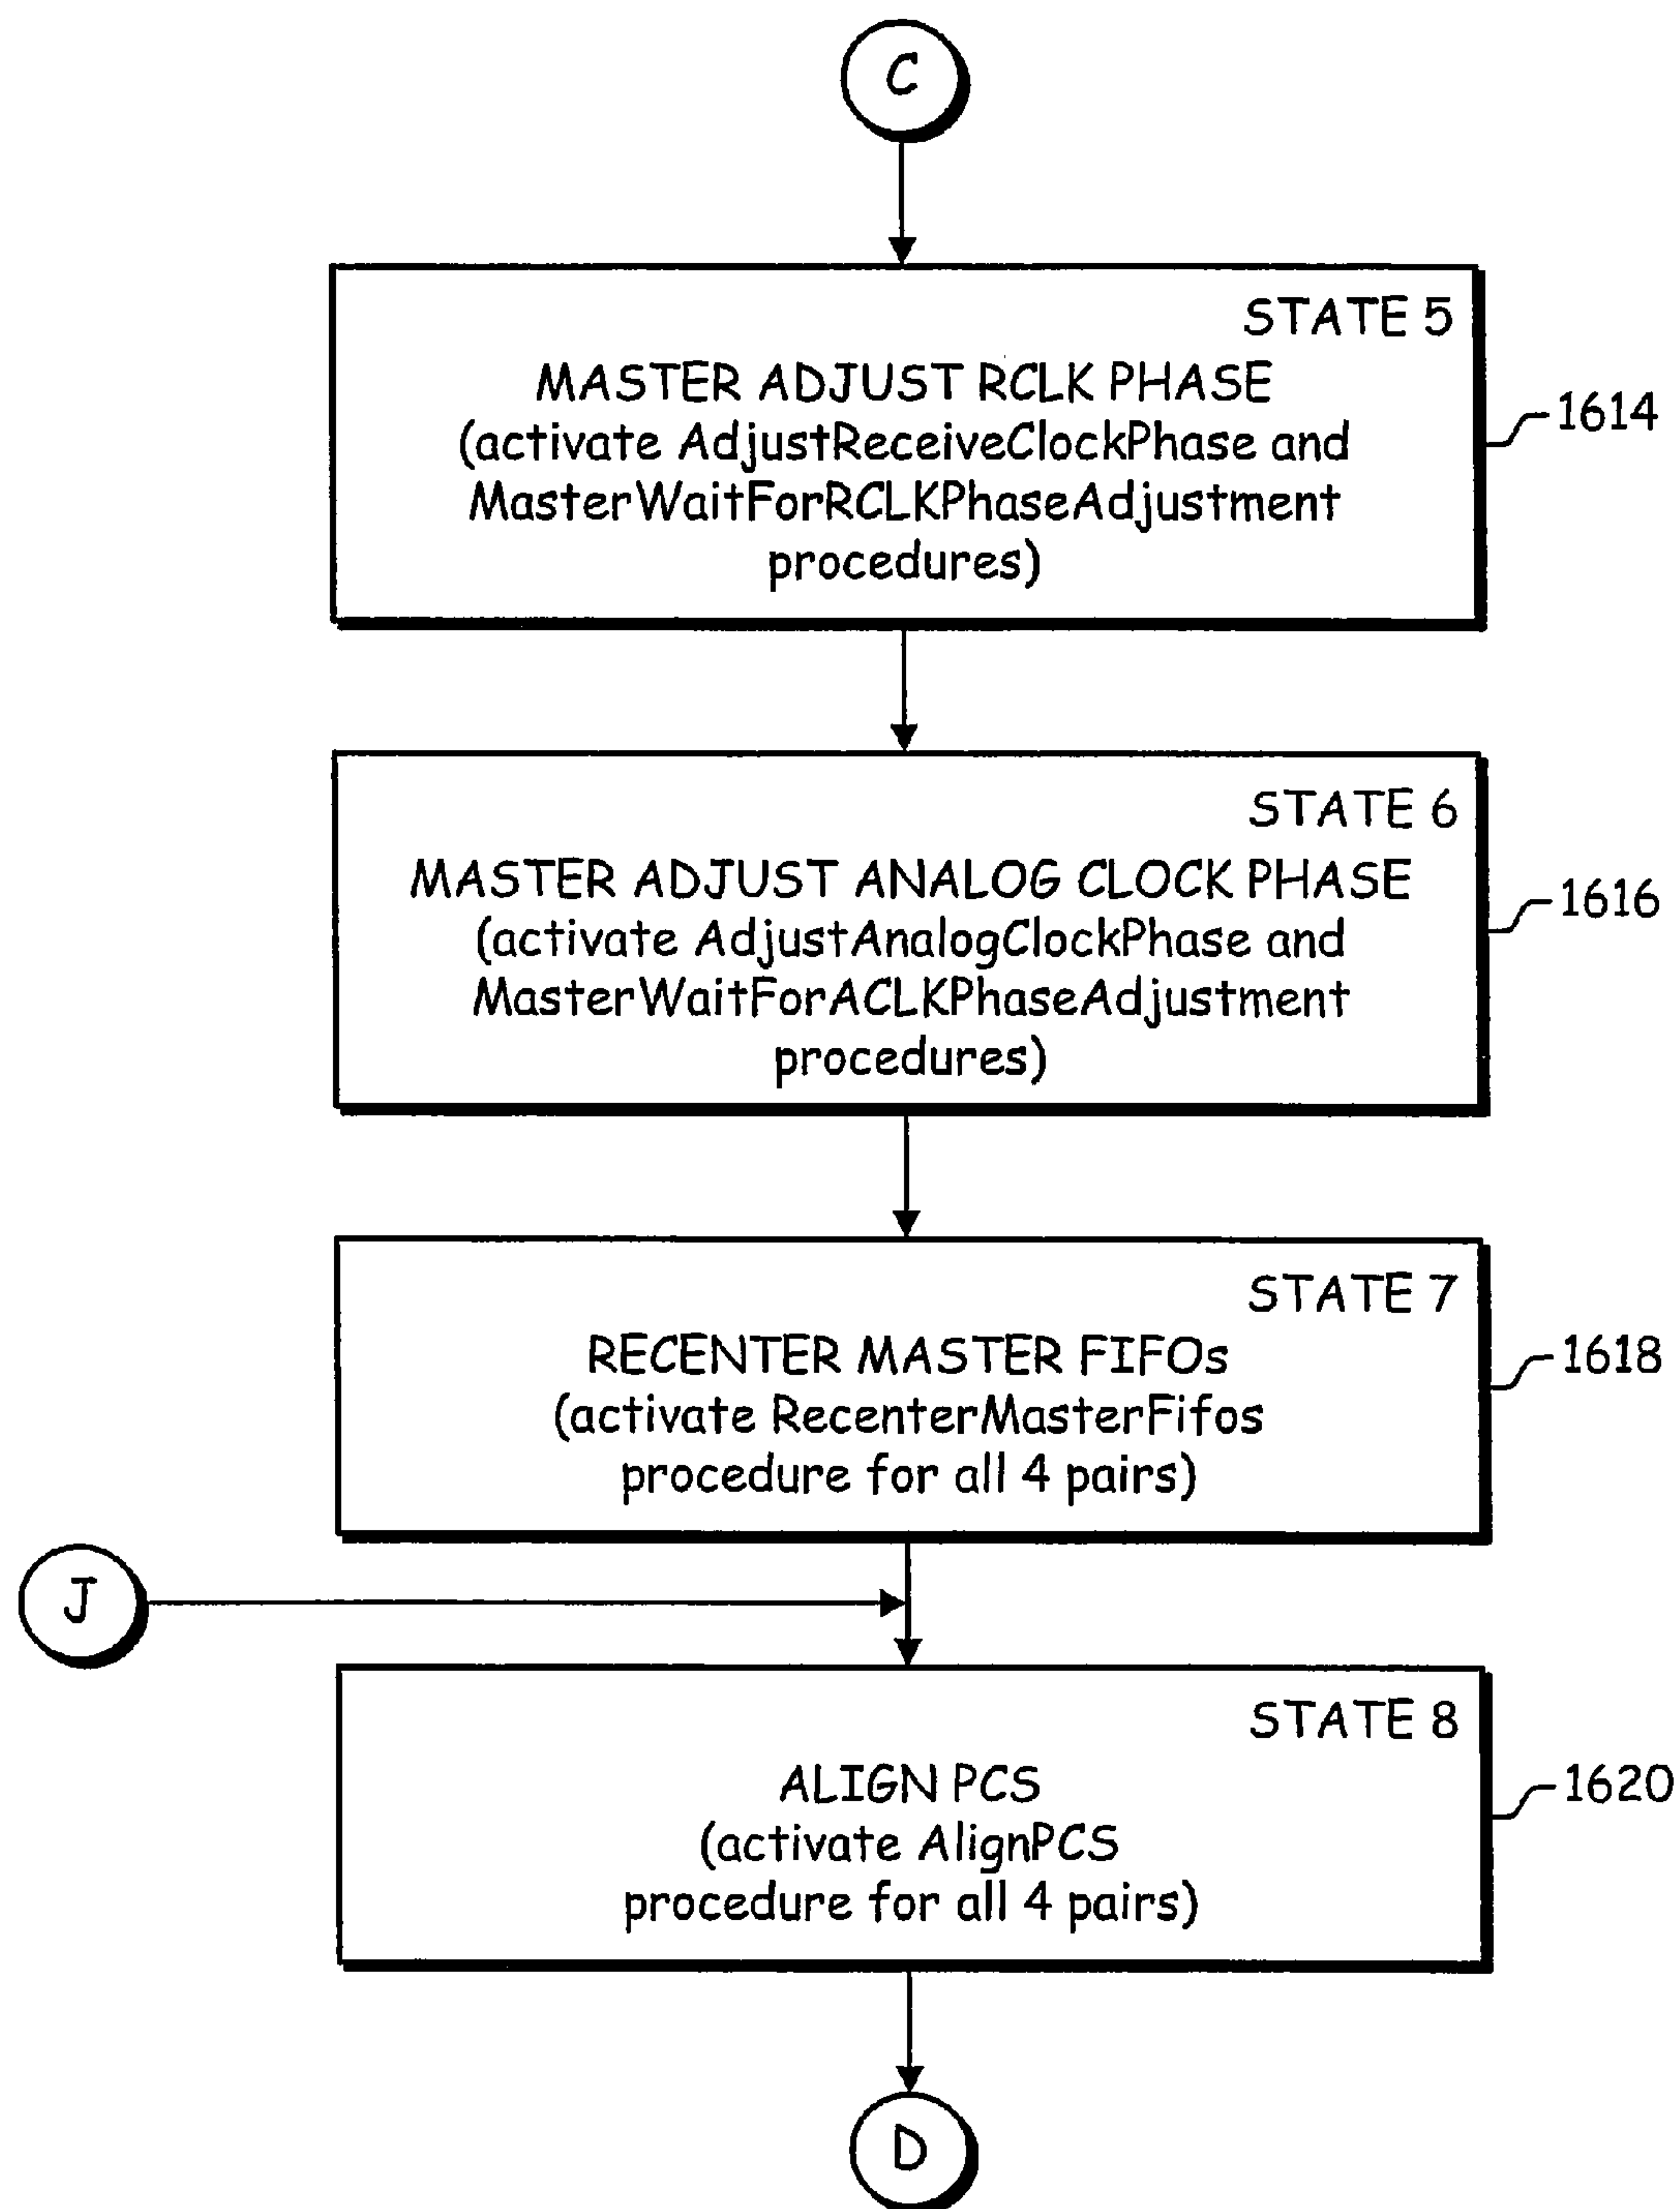 C
STATE 5
MASTER ADJUST RCLK PHASE
(activate AdjustReceiveClockPhase and
MasterWaitForRCLKPhaseAdjustment
procedures)
1614
STATE 6
MASTER ADJUST ANALOG CLOCK PHASE
(activate AdjustAnalogClockPhase and
MasterWaitForACLKPhaseAdjustment
procedures)
1616
STATE 7
RECENTER MASTER FIFOs
(activate RecenterMasterFifos
procedure for all 4 pairs)
1618
J
STATE 8
ALIGN PCS
(activate AlignPCS
procedure for all 4 pairs)
1620
D